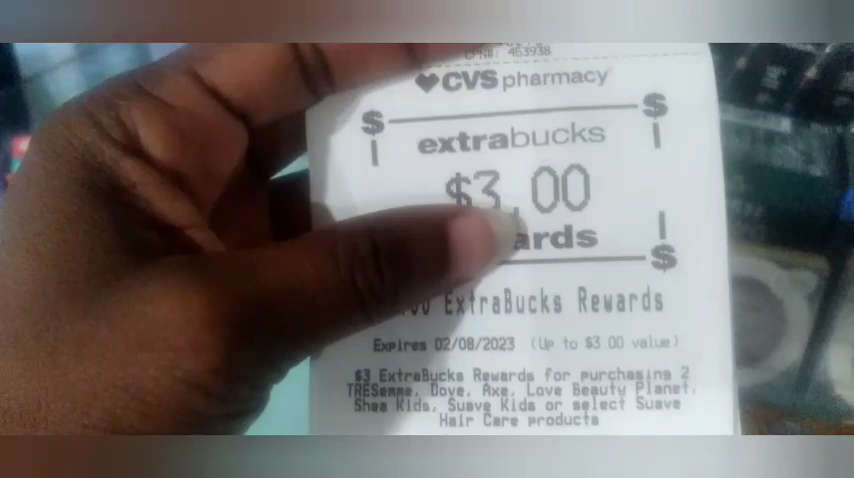 CVS pharmacy
$ $
extrabucks
$3.00
$
ExtraBucks Rewards
Expires 02/08/2023 (Up to $3.00 value)
$3 ExtraBucks Rewards for purchasing 2
TRESemme, Dove, Axe, Love Beauty Planet,
Shea Kids, Suave Kids or select Suave
Hair Care products